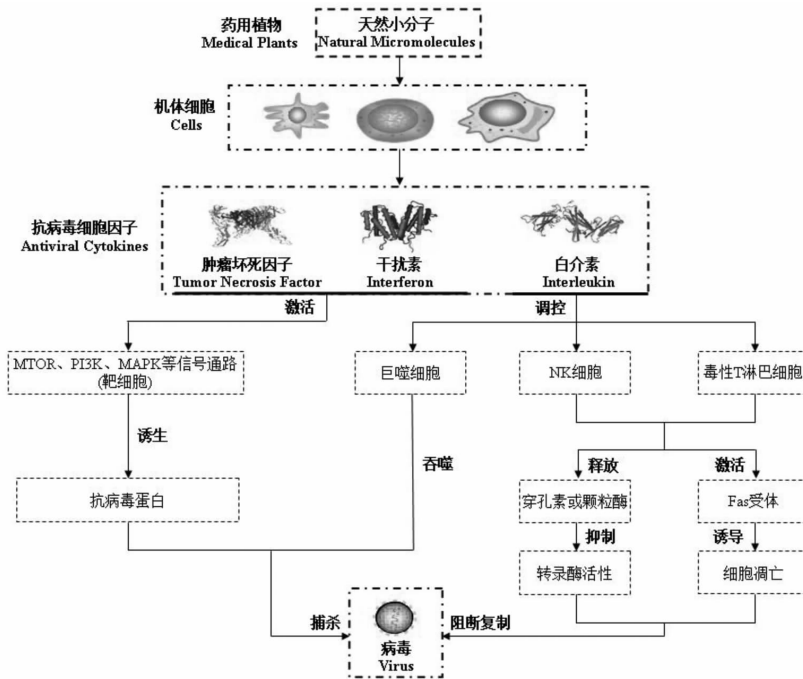 药用植物
Medical Plants
天然小分子
Natural Micromolecules
机体细胞
Cells
抗病毒细胞因子
Antiviral Cytokines
肿瘤坏死因子
Tumor Necrosis Factor
干扰素
Interferon
白介素
Interleukin
激活
调控
MTOR、PI3K、MAPK等信号通路
(靶细胞)
巨噬细胞
NK细胞
毒性T淋巴细胞
诱生
吞噬
释放
激活
抗病毒蛋白
穿孔素或颗粒酶
Fas受体
抑制
诱导
转录酶活性
细胞凋亡
捕杀
阻断复制
病毒
Virus